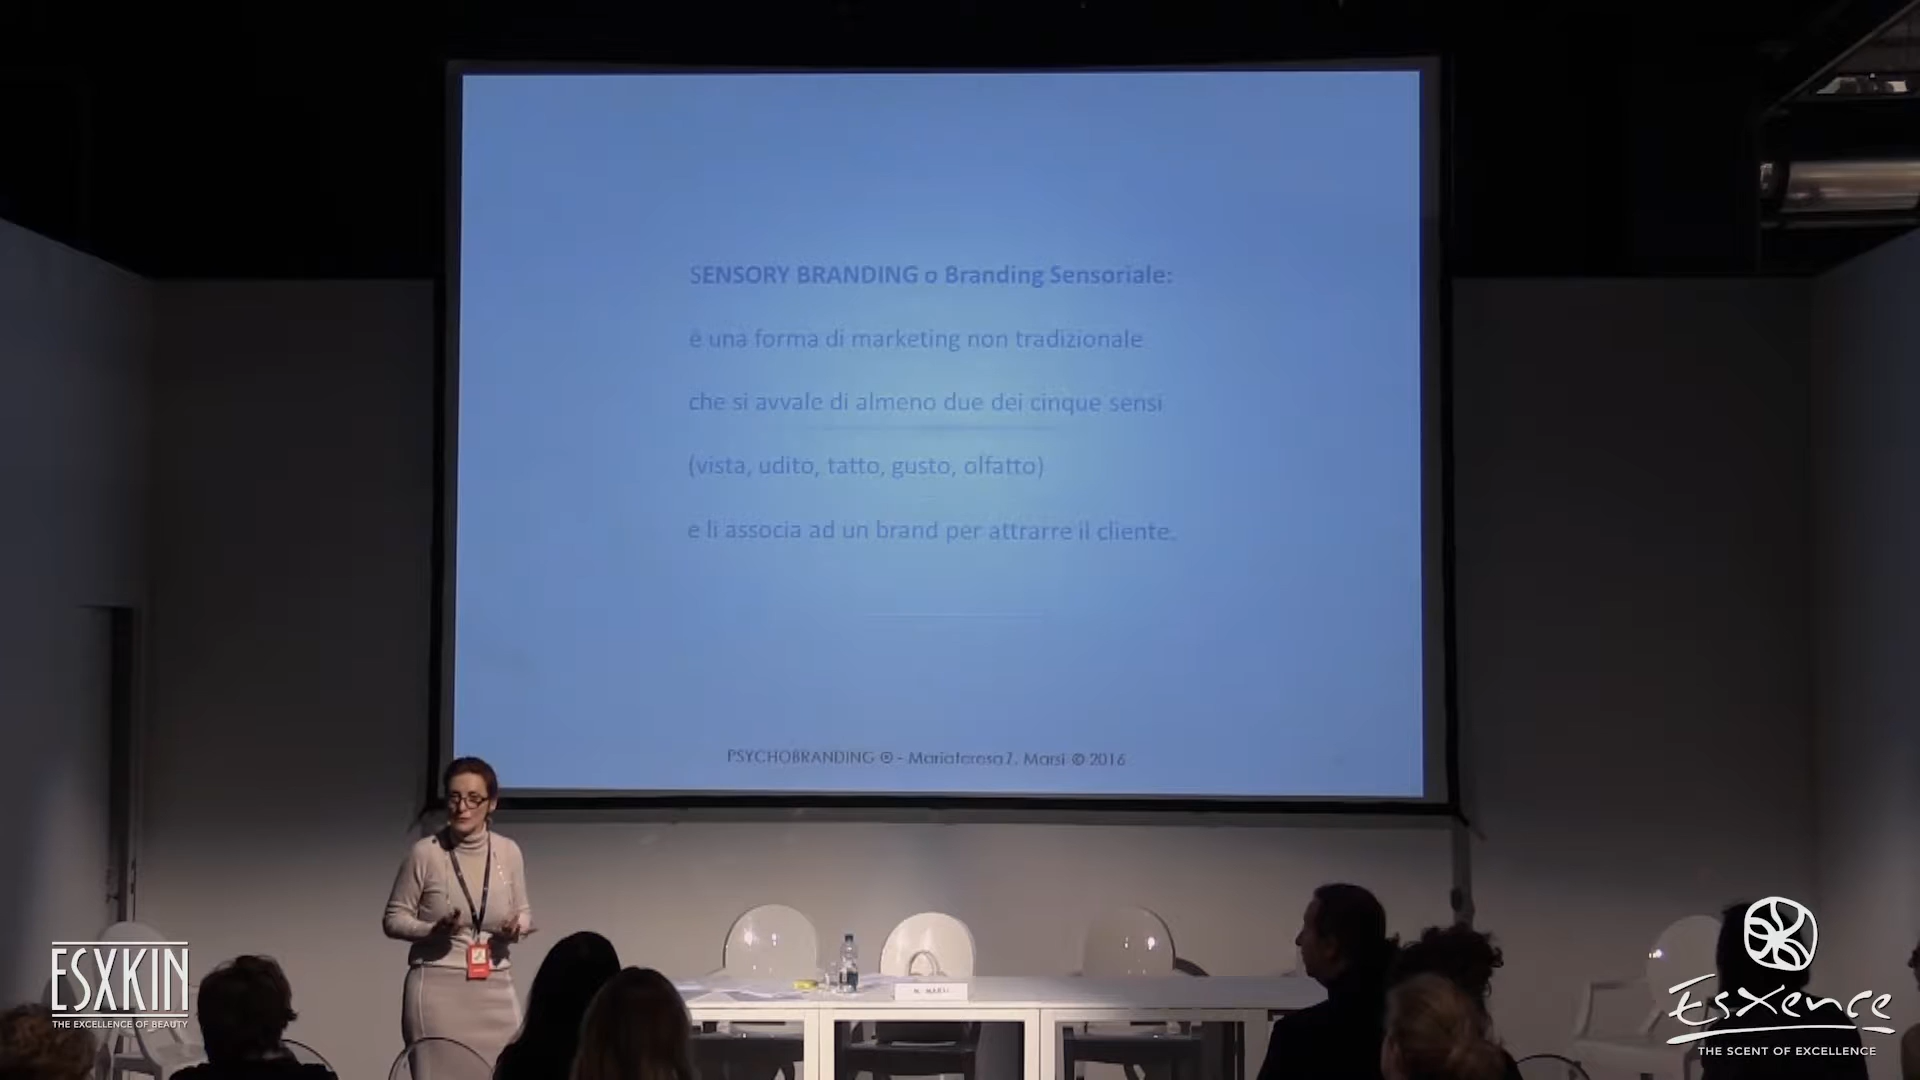 SENSORY BRANDING o Branding Sensoriale:
è una forma di marketing non tradizionale
che si avvale di almeno due dei cinque sensi
(vista, udito, tatto, gusto, olfatto)
e li associa ad un brand per attrarre il cliente.
PSYCHOBRANDING ® - Mariateresa Z. Marsi © 2016
M. MARSI
ESXKIN
THE EXCELLENCE OF BEAUTY
Esxence
THE SCENT OF EXCELLENCE